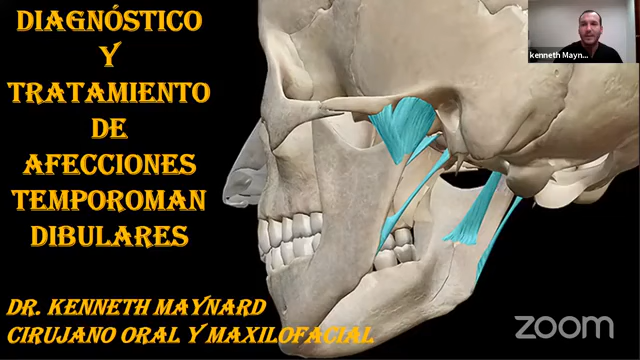 DIAGNÓSTICO
Y
TRATAMIENTO
DE
AFECCIONES
TEMPOROMAN
DIBULARES
DR. KENNETH MAYNARD
CIRUJANO ORAL Y MAXILOFACIAL
kenneth Mayn...
zoom